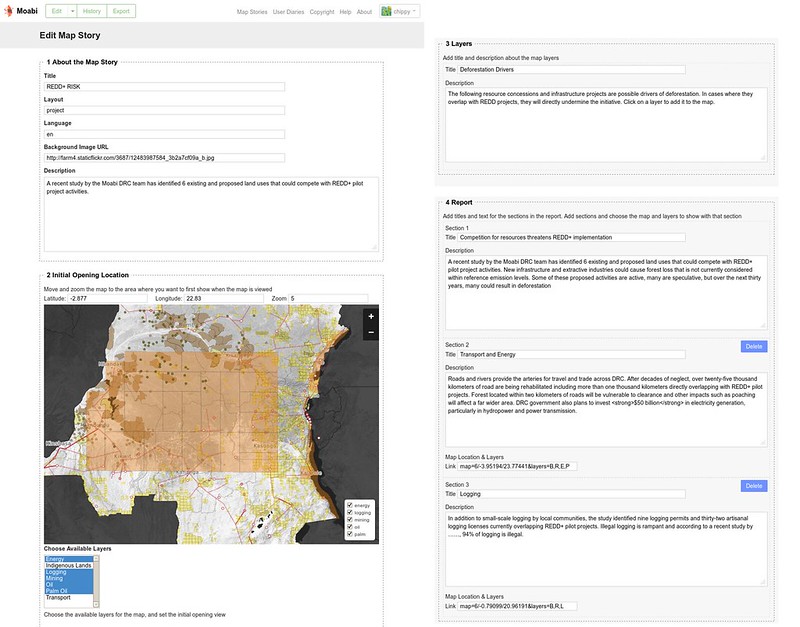 Moabi
Edit
History
Export
Map Stories
User Diaries
Copyright
Help
About
chippy
Edit Map Story
1 About the Map Story
Title
REDD+ RISK
Layout
project
Language
en
Background Image URL
http://farm4.staticflickr.com/3687/12483987584_3b2a7cf09a_b.jpg
Description
A recent study by the Moabi DRC team has identified 6 existing and proposed land uses that could compete with REDD+ pilot
project activities.
2 Initial Opening Location
Move and zoom the map to the area where you want to first show when the map is viewed
Latitude: -2.877 Longitude: 22.83 Zoom 5
+
−
energy
logging
mining
oil
palm
Choose Available Layers
Energy
Indigenous Lands
Logging
Mining
Oil
Palm Oil
Transport
Choose the available layers for the map, and set the initial opening view
3 Layers
Add title and description about the map layers
Title Deforestation Drivers
Description
The following resource concessions and infrastructure projects are possible drivers of deforestation. In cases where they
overlap with REDD projects, they will directly undermine the initiative. Click on a layer to add it to the map.
4 Report
Add titles and text for the sections in the report. Add sections and choose the map and layers to show with that section
Section 1
Title Competition for resources threatens REDD+ implementation
Description
A recent study by the Moabi DRC team has identified 6 existing and proposed land uses that could compete with REDD+
pilot project activities. New infrastructure and extractive industries could cause forest loss that is not currently considered
within reference emission levels. Some of these proposed activities are active, many are speculative, but over the next thirty
years, many could result in deforestation
Section 2
Delete
Title Transport and Energy
Description
Roads and rivers provide the arteries for travel and trade across DRC. After decades of neglect, over twenty-five thousand
kilometers of road are being rehabilitated including more than one thousand kilometers directly overlapping with REDD+ pilot
projects. Forest located within two kilometers of roads will be vulnerable to clearance and other impacts such as poaching
will affect a far wider area. DRC government also plans to invest <strong>$50 billion</strong> in electricity generation,
particularly in hydropower and power transmission.
Map Location & Layers
Link map=6/-3.95194/23.77441&layers=B,R,E,P
Section 3
Delete
Title Logging
Description
In addition to small-scale logging by local communities, the study identified nine logging permits and thirty-two artisanal
logging licenses currently overlapping REDD+ pilot projects. Illegal logging is rampant and according to a recent study by
......., 94% of logging is illegal.
Map Location & Layers
Link map=6/-0.79099/20.96191&layers=B,R,L